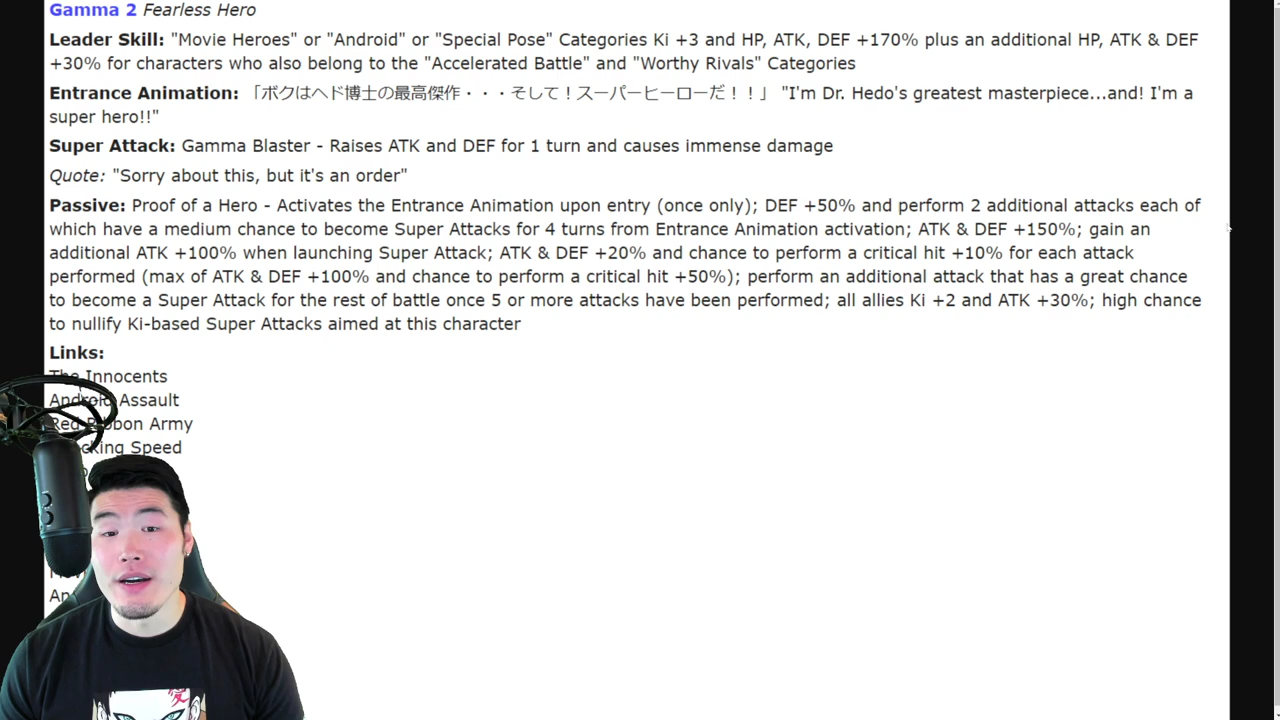 Gamma 2 Fearless Hero
Leader Skill: "Movie Heroes" or "Android" or "Special Pose" Categories Ki +3 and HP, ATK, DEF +170% plus an additional HP, ATK & DEF
+30% for characters who also belong to the "Accelerated Battle" and "Worthy Rivals" Categories
Entrance Animation: 「ボクはヘド博士の最高傑作・・・そして！スーパーヒーローだ！！」 "I'm Dr. Hedo's greatest masterpiece...and! I'm a
super hero!!"
Super Attack: Gamma Blaster - Raises ATK and DEF for 1 turn and causes immense damage
Quote: "Sorry about this, but it's an order"
Passive: Proof of a Hero - Activates the Entrance Animation upon entry (once only); DEF +50% and perform 2 additional attacks each of
which have a medium chance to become Super Attacks for 4 turns from Entrance Animation activation; ATK & DEF +150%; gain an
additional ATK +100% when launching Super Attack; ATK & DEF +20% and chance to perform a critical hit +10% for each attack
performed (max of ATK & DEF +100% and chance to perform a critical hit +50%); perform an additional attack that has a great chance
to become a Super Attack for the rest of battle once 5 or more attacks have been performed; all allies Ki +2 and ATK +30%; high chance
to nullify Ki-based Super Attacks aimed at this character
Links:
The Innocents
Android Assault
Red Ribbon Army
Speed
愛